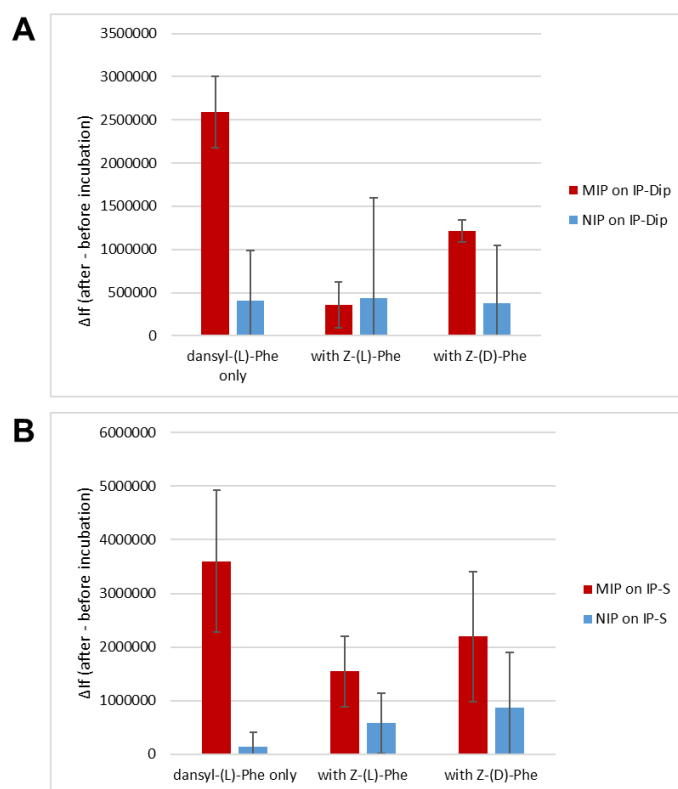 A
3500000
3000000
2500000
2000000
1500000
1000000
500000
0
ΔIf (after - before incubation)
dansyl-(L)-Phe
only
with Z-(L)-Phe
with Z-(D)-Phe
MIP on IP-Dip
NIP on IP-Dip
B
6000000
5000000
4000000
3000000
2000000
1000000
0
ΔIf (after - before incubation)
dansyl-(L)-Phe only
with Z-(L)-Phe
with Z-(D)-Phe
MIP on IP-S
NIP on IP-S